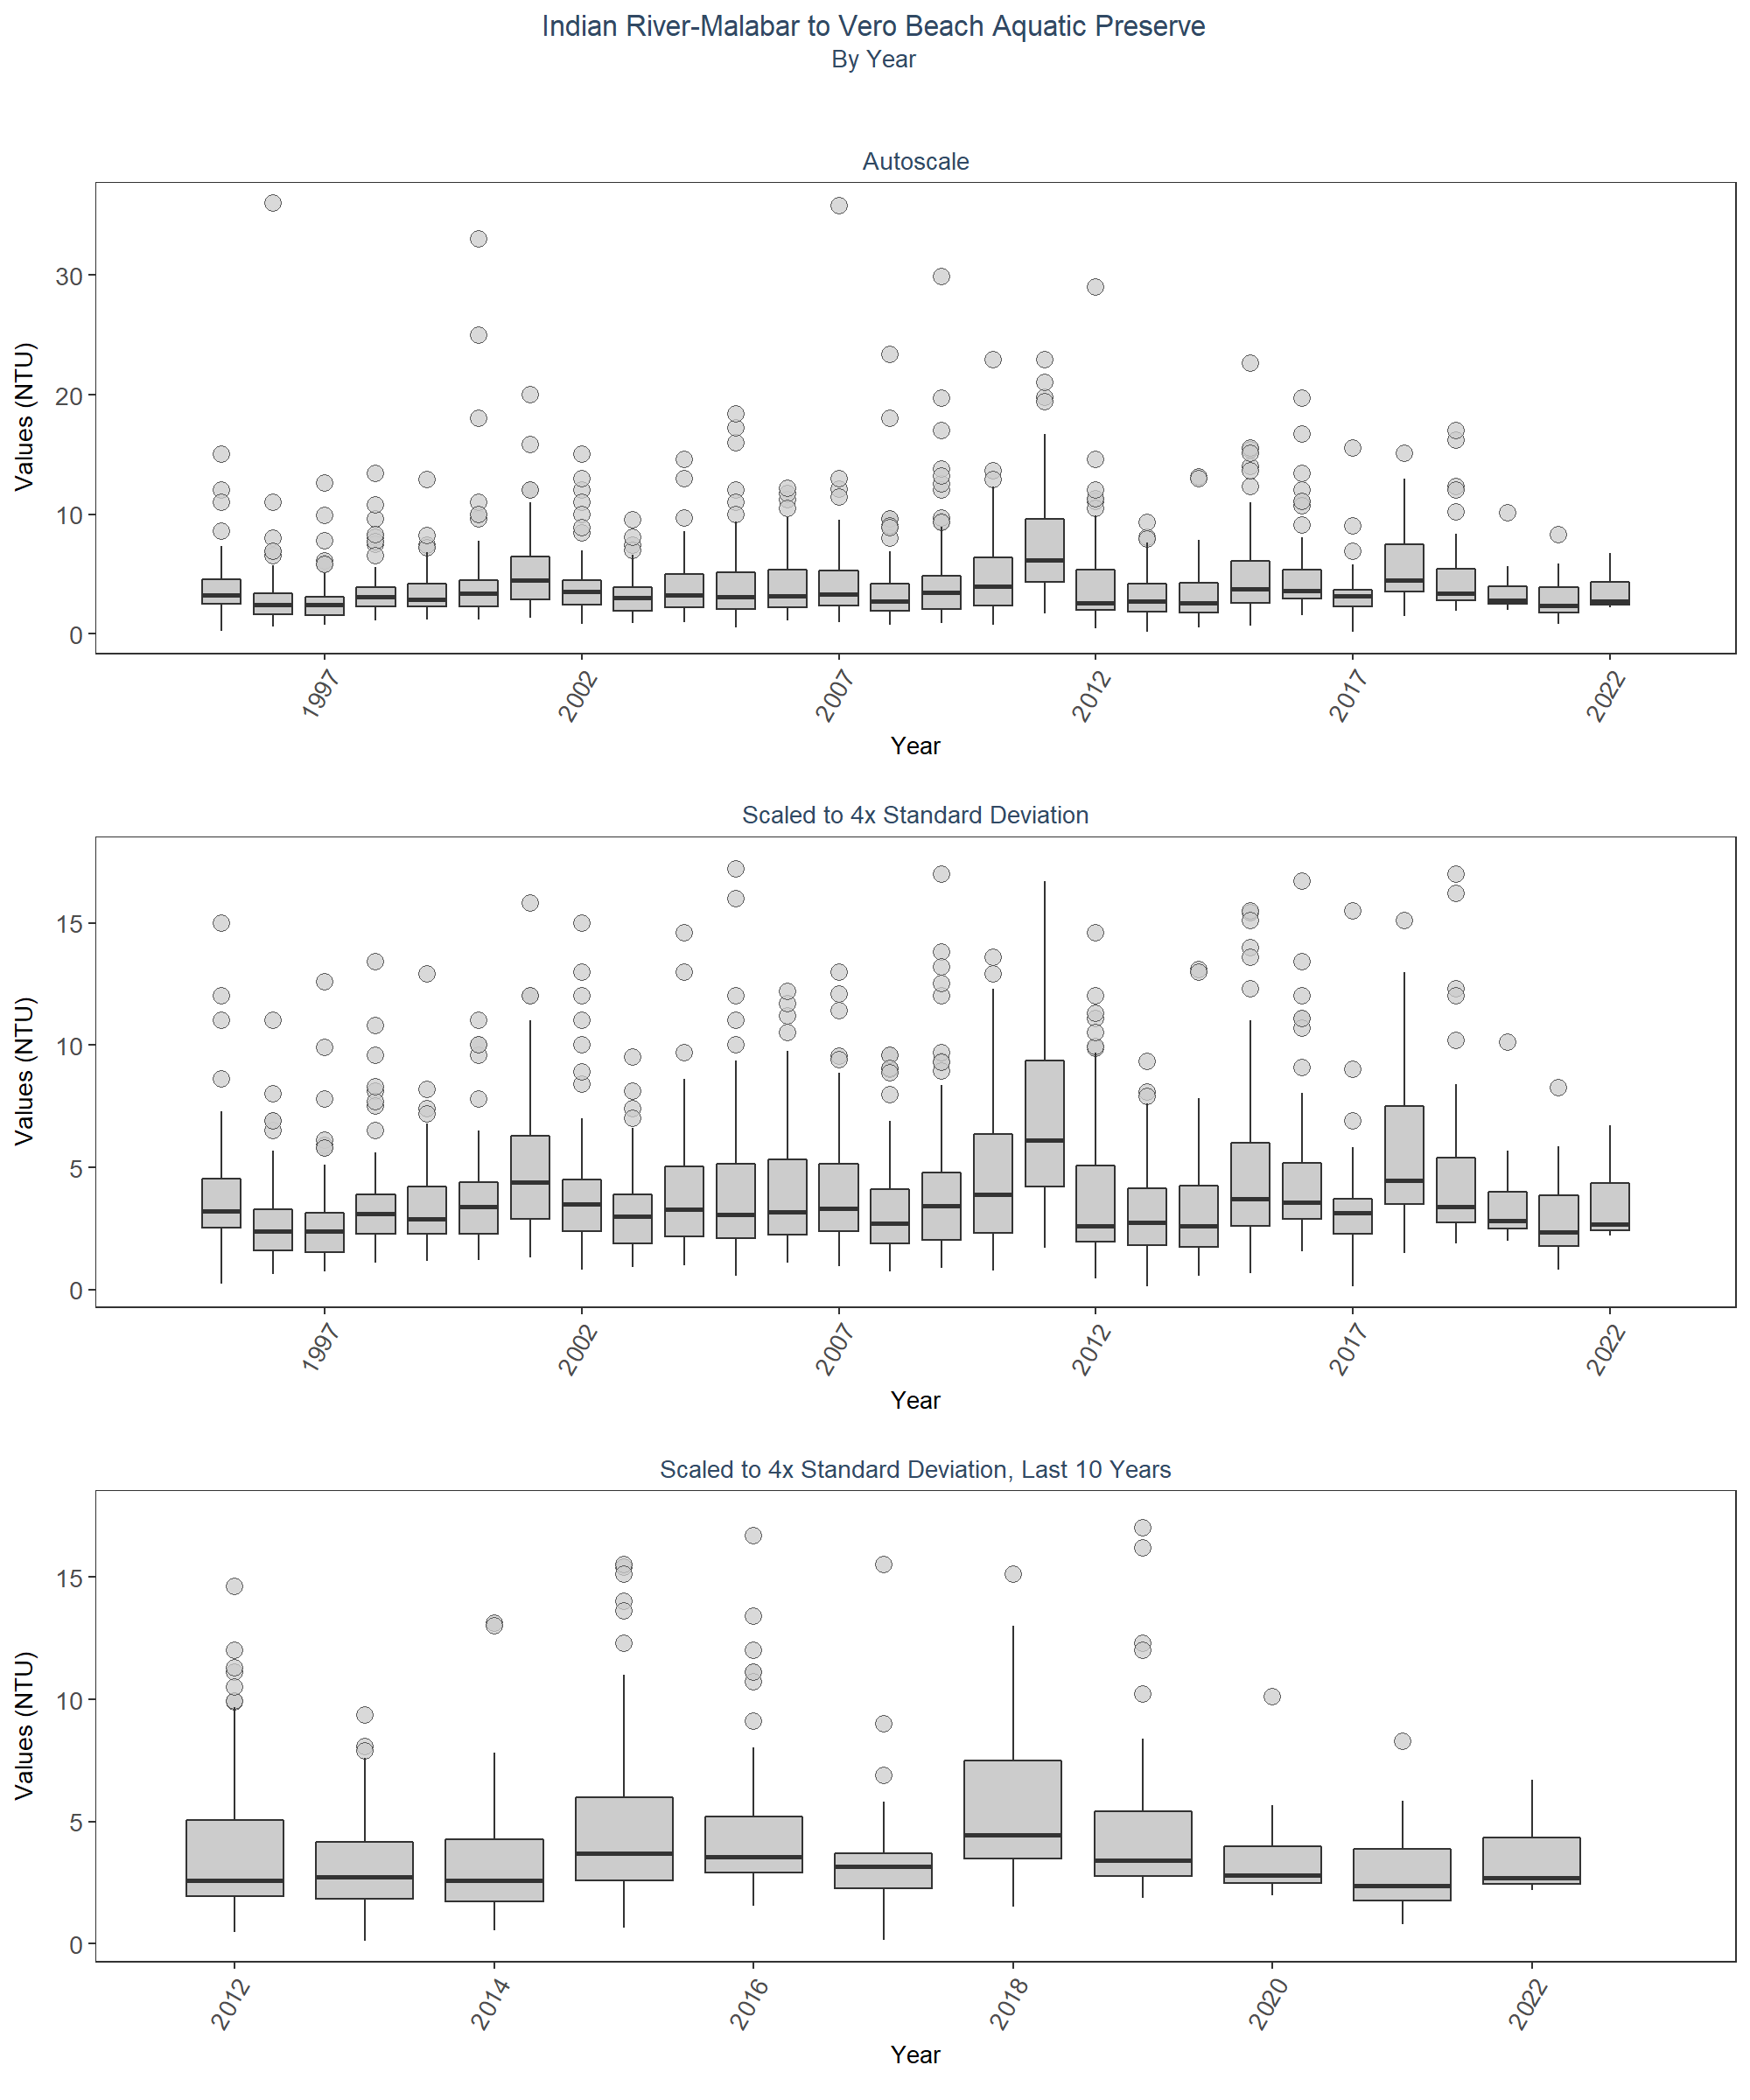 Indian River-Malabar to Vero Beach Aquatic Preserve
By Year
Autoscale
Values (NTU)
30
20
10
0
1997
2002
2007
2012
2017
2022
Year
Scaled to 4x Standard Deviation
Values (NTU)
15
10
5
0
1997
2002
2007
2012
2017
2022
Year
Scaled to 4x Standard Deviation, Last 10 Years
Values (NTU)
15
10
5
0
2012
2014
2016
2018
2020
2022
Year